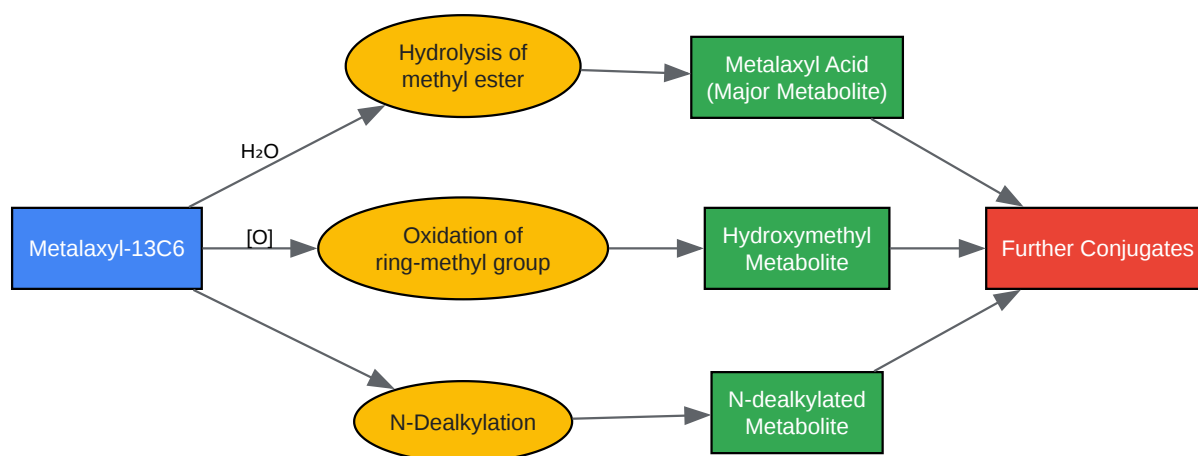 Hydrolysis of
methyl ester
Metalaxyl Acid
(Major Metabolite)
H₂O
Metalaxyl-13C6
[O]
Oxidation of
ring-methyl group
Hydroxymethyl
Metabolite
Further Conjugates
N-Dealkylation
N-dealkylated
Metabolite